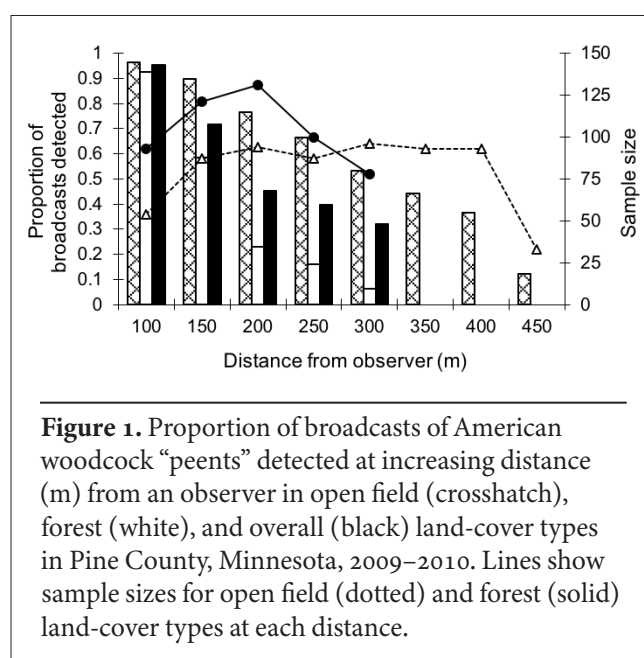 1
0.9
0.8
0.7
0.6
0.5
0.4
0.3
0.2
0.1
0
Proportion of
broadcasts detected
150
125
100
75
50
25
0
Sample size
100 150 200 250 300 350 400 450
Distance from observer (m)
Figure 1. Proportion of broadcasts of American
woodcock “peents” detected at increasing distance
(m) from an observer in open field (crosshatch),
forest (white), and overall (black) land-cover types
in Pine County, Minnesota, 2009–2010. Lines show
sample sizes for open field (dotted) and forest (solid)
land-cover types at each distance.